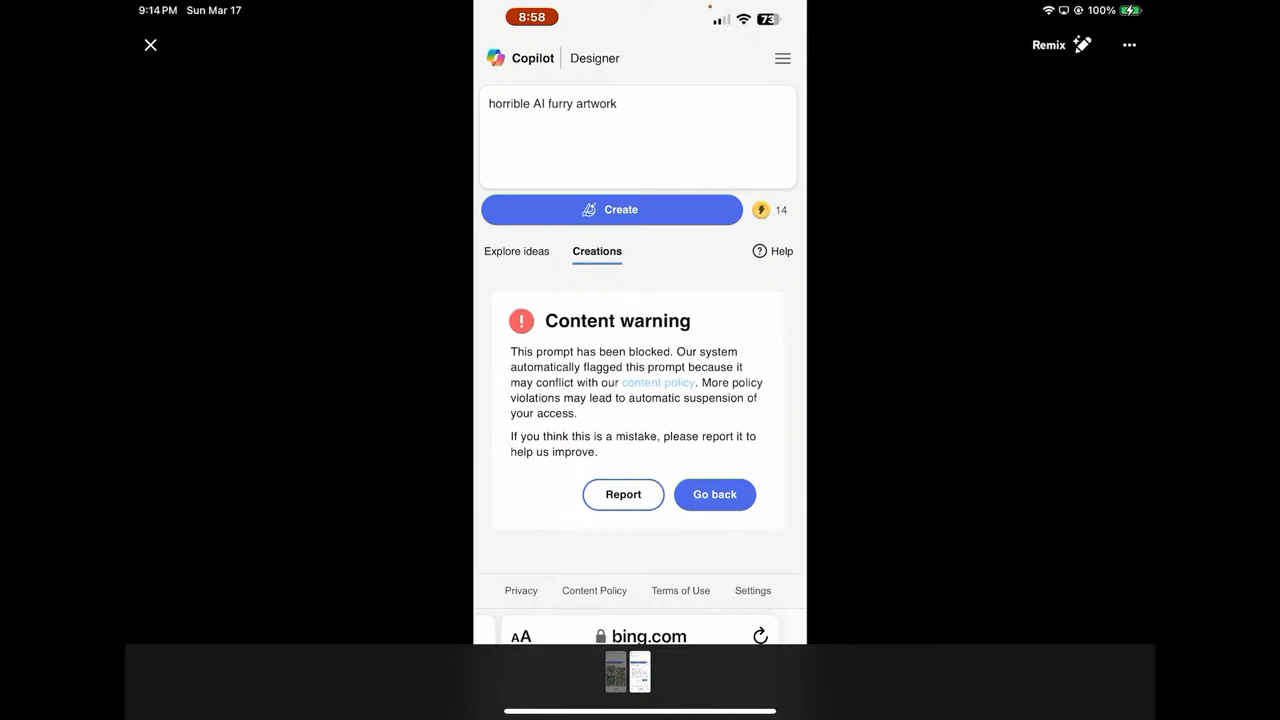 9:14 PM Sun Mar 17
100%
Remix
8:58
73
Copilot | Designer
horrible AI furry artwork
Create
14
Explore ideas
Creations
Help
Content warning
This prompt has been blocked. Our system
automatically flagged this prompt because it
may conflict with our content policy. More policy
violations may lead to automatic suspension of
your access.
If you think this is a mistake, please report it to
help us improve.
Report
Go back
Privacy
Content Policy
Terms of Use
Settings
AA
bing.com